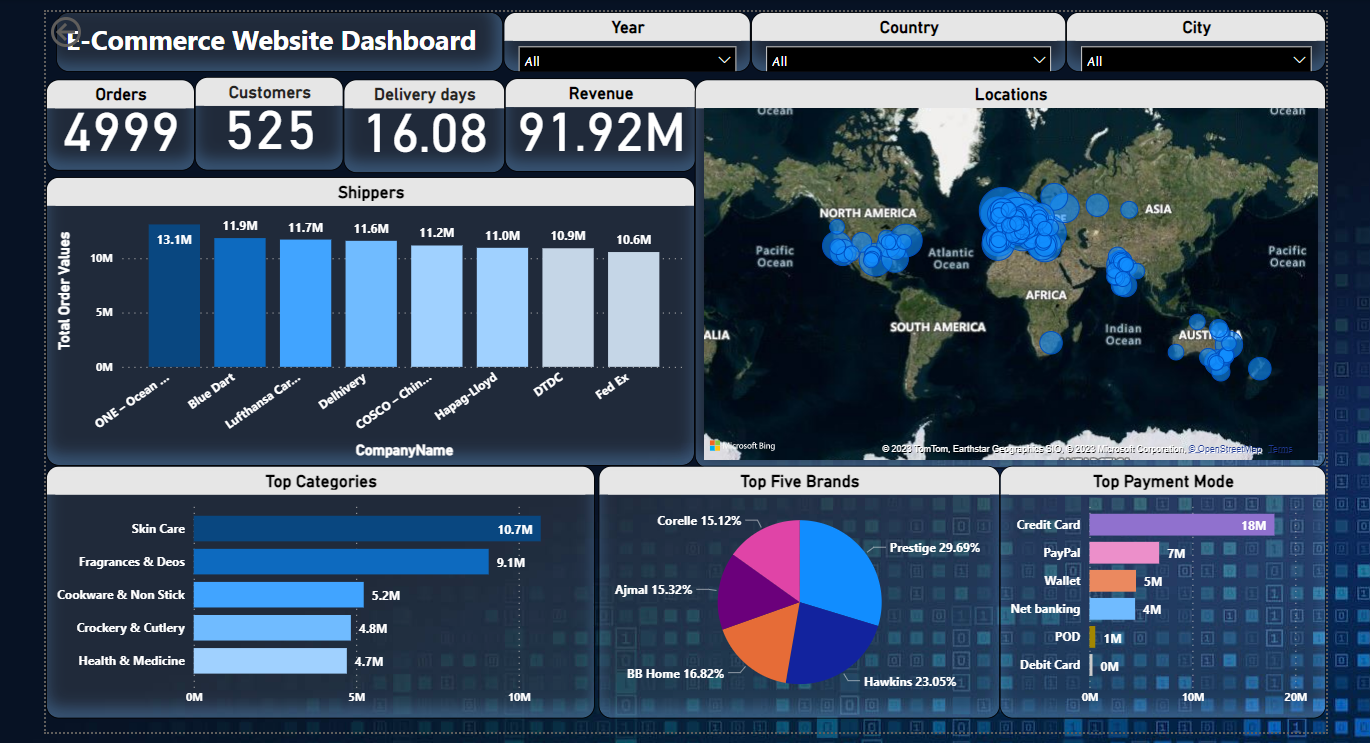 E-Commerce Website Dashboard
Year
All
Country
All
City
All
Orders
4999
Customers
525
Delivery days
16.08
Revenue
91.92M
Shippers
Total Order Values
10M
5M
0M
13.1M
11.9M
11.7M
11.6M
11.2M
11.0M
10.9M
10.6M
ONE – Ocean ...
Blue Dart
Lufthansa Car...
Delhivery
COSCO – Chin...
Hapag-Lloyd
DTDC
Fed Ex
CompanyName
Locations
Ocean
Ocean
NORTH AMERICA
ASIA
Pacific
Ocean
Atlantic
Ocean
Pacific
Ocean
AFRICA
SOUTH AMERICA
Indian
Ocean
ALIA
AUSTRALIA
Microsoft Bing
© 2023 TomTom, Earthstar Geographics SIO, © 2023 Microsoft Corporation, © OpenStreetMap Terms
Top Categories
Skin Care
10.7M
Fragrances & Deos
9.1M
Cookware & Non Stick
5.2M
Crockery & Cutlery
4.8M
Health & Medicine
4.7M
0M
5M
10M
Top Five Brands
Corelle 15.12%
Prestige 29.69%
Ajmal 15.32%
BB Home 16.82%
Hawkins 23.05%
Top Payment Mode
Credit Card
18M
PayPal
7M
Wallet
5M
Net banking
4M
POD
1M
Debit Card
0M
0M
10M
20M